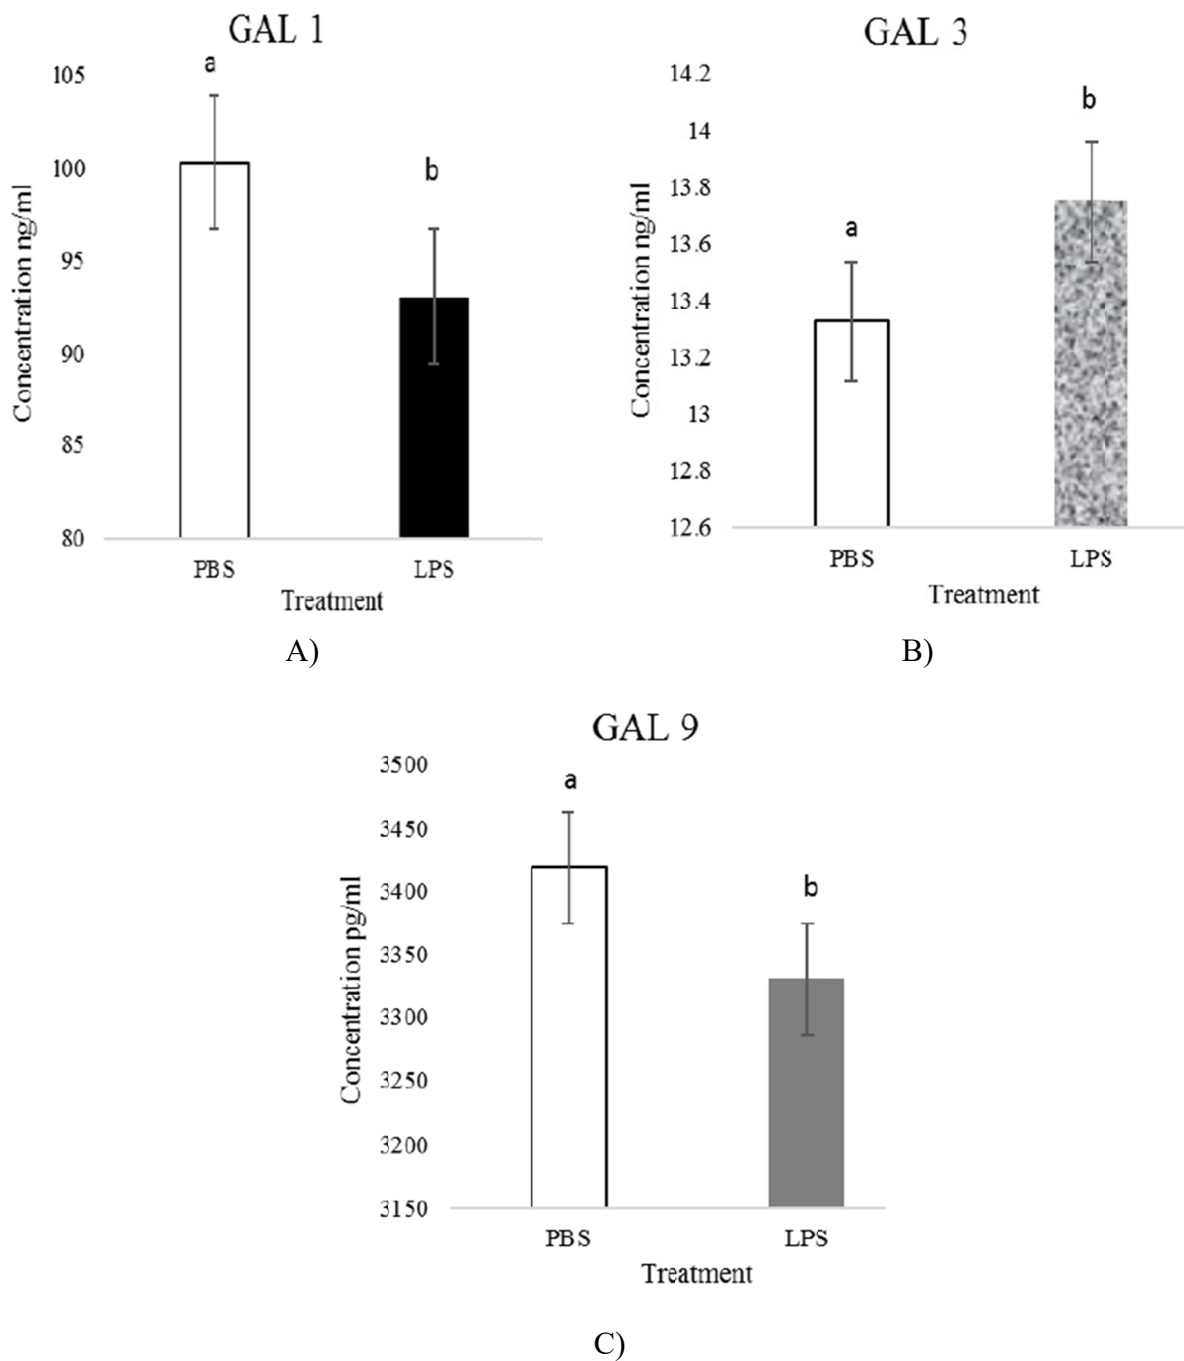 GAL 1
a
b
105
100
95
90
85
80
Concentration ng/ml
PBS
LPS
Treatment
A)
GAL 3
a
b
14.2
14
13.8
13.6
13.4
13.2
13
12.8
12.6
Concentration ng/ml
PBS
LPS
Treatment
B)
GAL 9
a
b
3500
3450
3400
3350
3300
3250
3200
3150
Concentration pg/ml
PBS
LPS
Treatment
C)